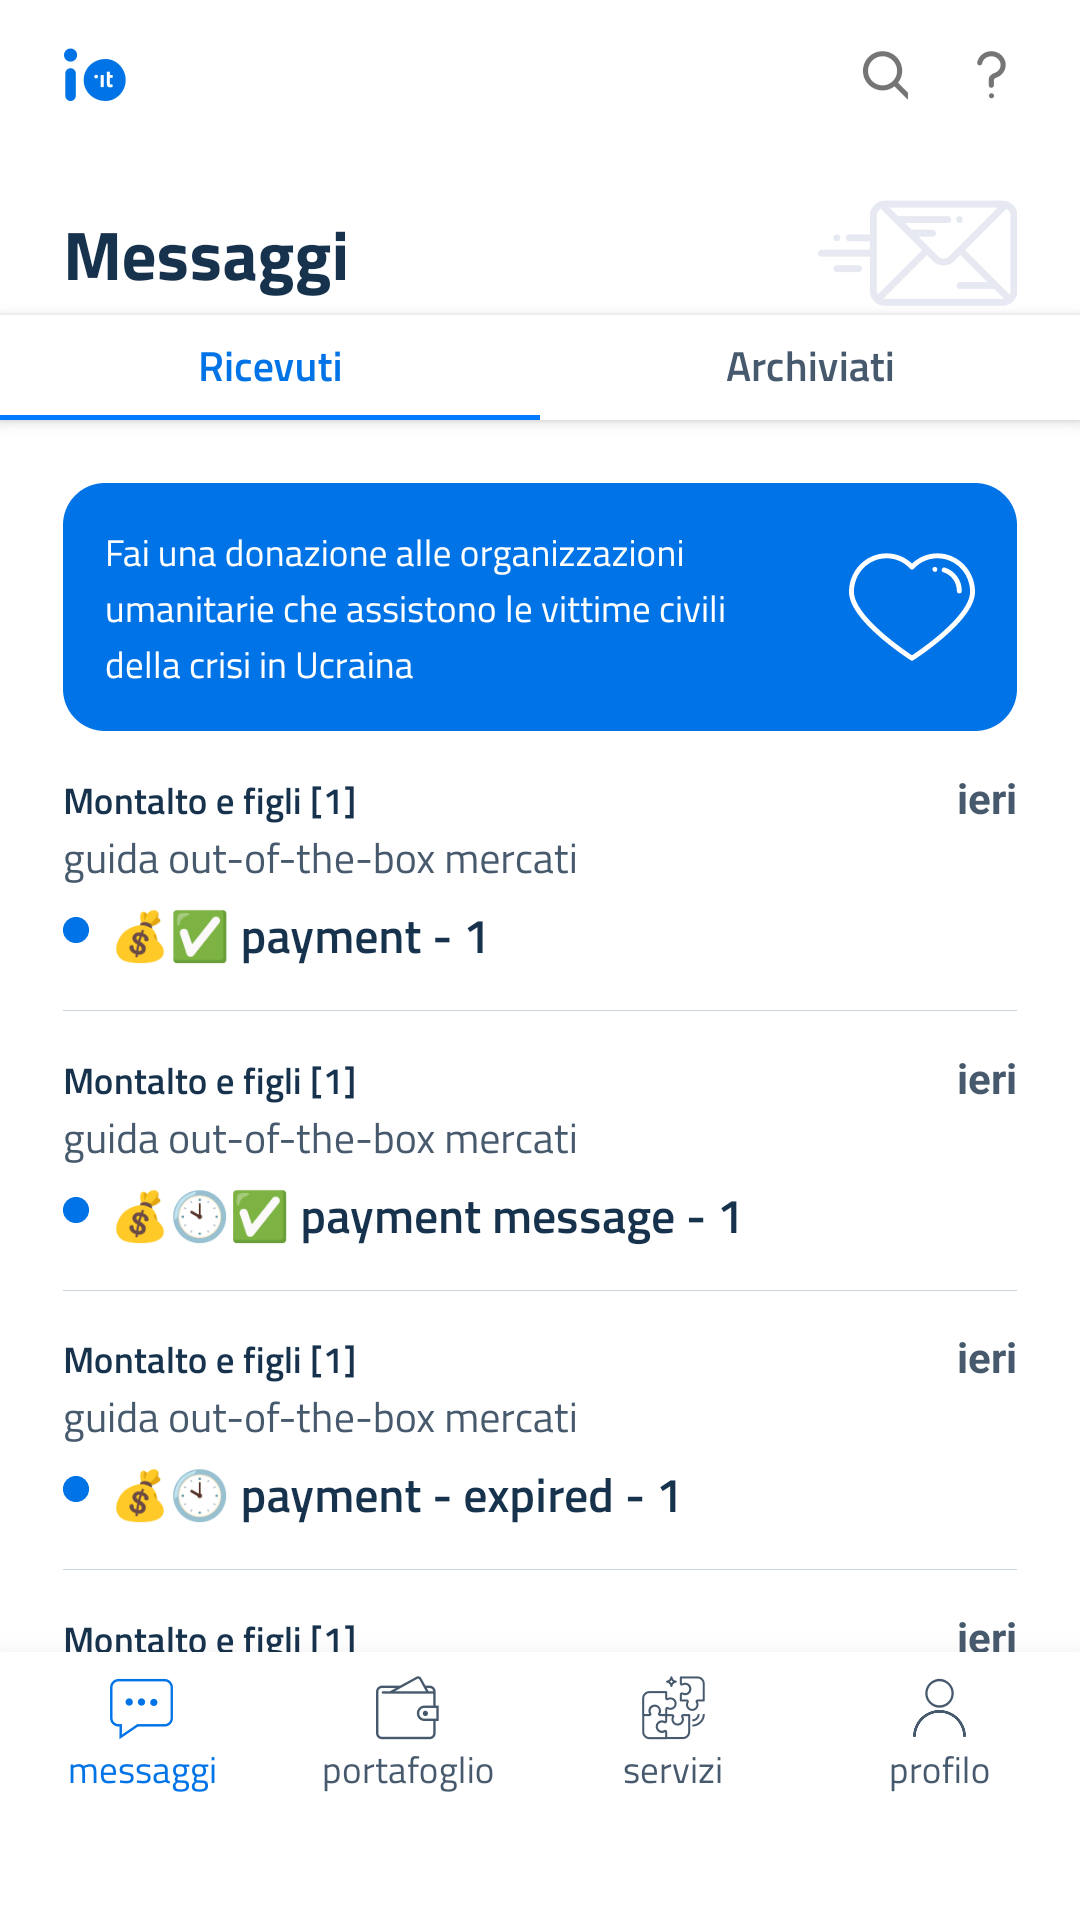 io it
Messaggi
Ricevuti Archiviati
Fai una donazione alle organizzazioni
umanitarie che assistono le vittime civili
della crisi in Ucraina
Montalto e figli [1] ieri
guida out-of-the-box mercati
💰✅ payment - 1
Montalto e figli [1] ieri
guida out-of-the-box mercati
💰🕙✅ payment message - 1
Montalto e figli [1] ieri
guida out-of-the-box mercati
💰🕙 payment - expired - 1
Montalto e figli [1] ieri
messaggi portafoglio servizi profilo